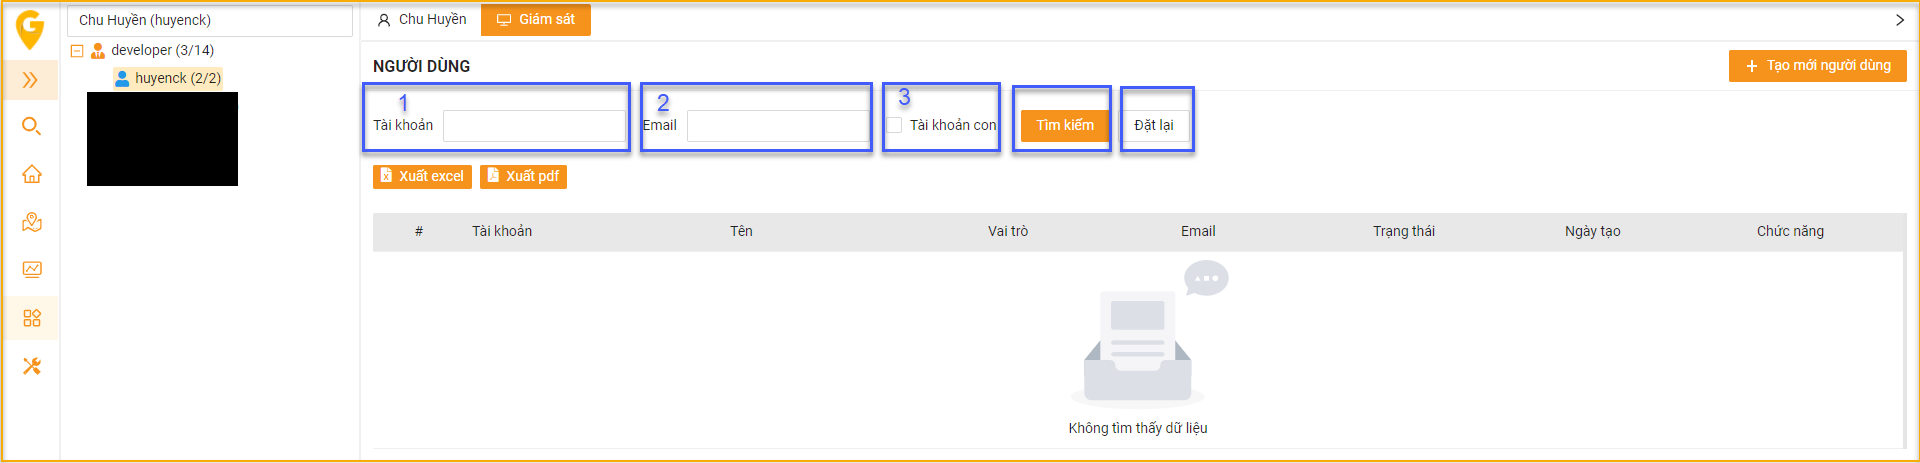 G
Chu Huyền (huyenck)
developer (3/14)
huyenck (2/2)
Chu Huyền
Giám sát
NGƯỜI DÙNG
Tạo mới người dùng
1
Tài khoản
2
Email
3
Tài khoản con
Tìm kiếm
Đặt lại
Xuất excel
Xuất pdf
# Tài khoản Tên Vai trò Email Trạng thái Ngày tạo Chức năng
Không tìm thấy dữ liệu